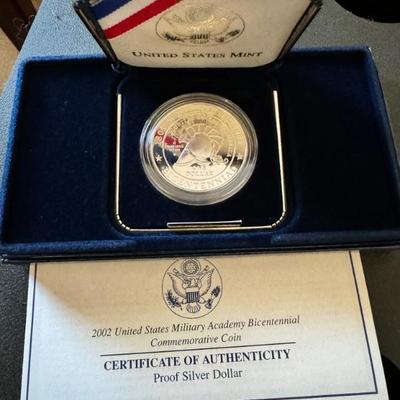 UNITED STATES MINT
DOLLAR
BICENTENNIAL
2002 United States Military Academy Bicentennial
Commemorative Coin
CERTIFICATE OF AUTHENTICITY
Proof Silver Dollar